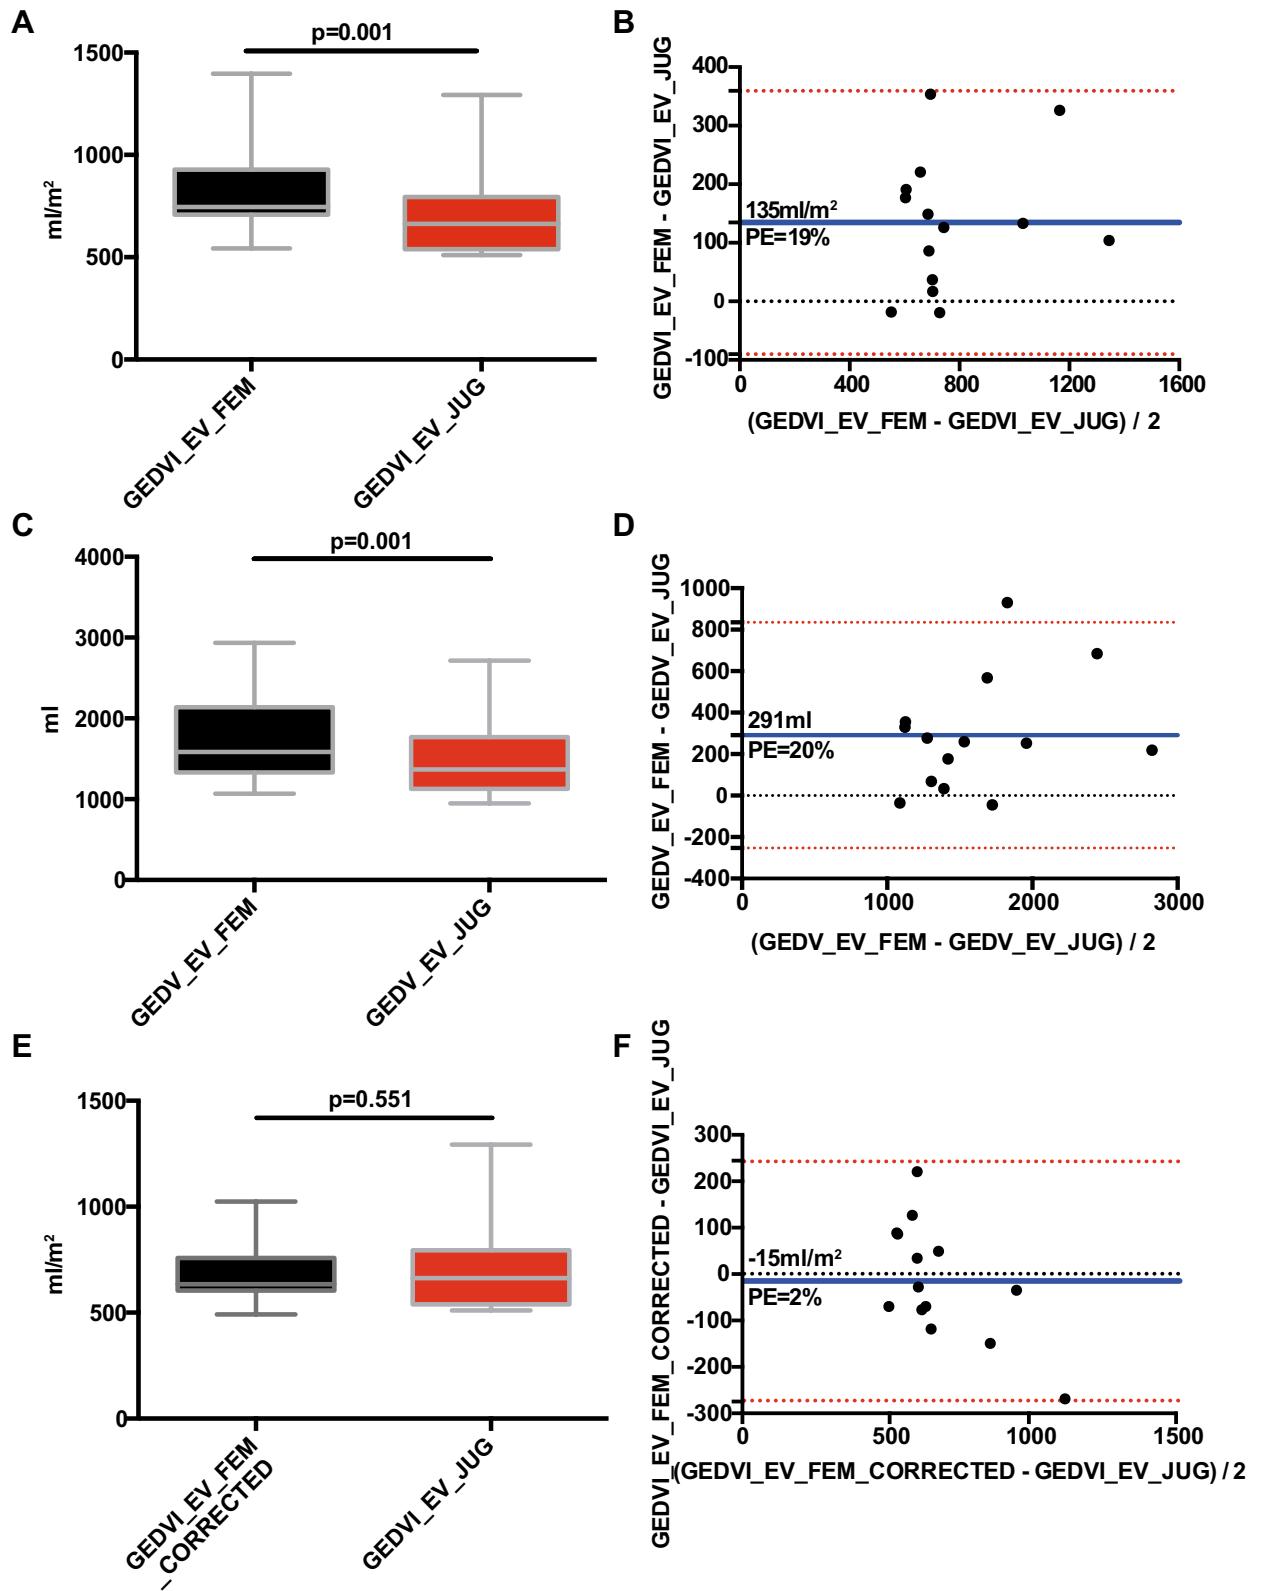 A
p=0.001
1500
1000
500
0
ml/m²
GEDVI_EV_FEM
GEDVI_EV_JUG
B
GEDVI_EV_FEM - GEDVI_EV_JUG
400
300
200
100
0
-100
135ml/m²
PE=19%
0
400
800
1200
1600
(GEDVI_EV_FEM - GEDVI_EV_JUG) / 2
C
p=0.001
4000
3000
2000
1000
0
ml
GEDV_EV_FEM
GEDV_EV_JUG
D
GEDV_EV_FEM - GEDV_EV_JUG
1000
800
600
400
200
0
-200
-400
291ml
PE=20%
0
1000
2000
3000
(GEDV_EV_FEM - GEDV_EV_JUG) / 2
E
p=0.551
1500
1000
500
0
ml/m²
GEDVI_EV_FEM
_CORRECTED
GEDVI_EV_JUG
F
GEDVI_EV_FEM_CORRECTED - GEDVI_EV_JUG
300
200
100
0
-100
-200
-300
-15ml/m²
PE=2%
0
500
1000
1500
(GEDVI_EV_FEM_CORRECTED - GEDVI_EV_JUG) / 2